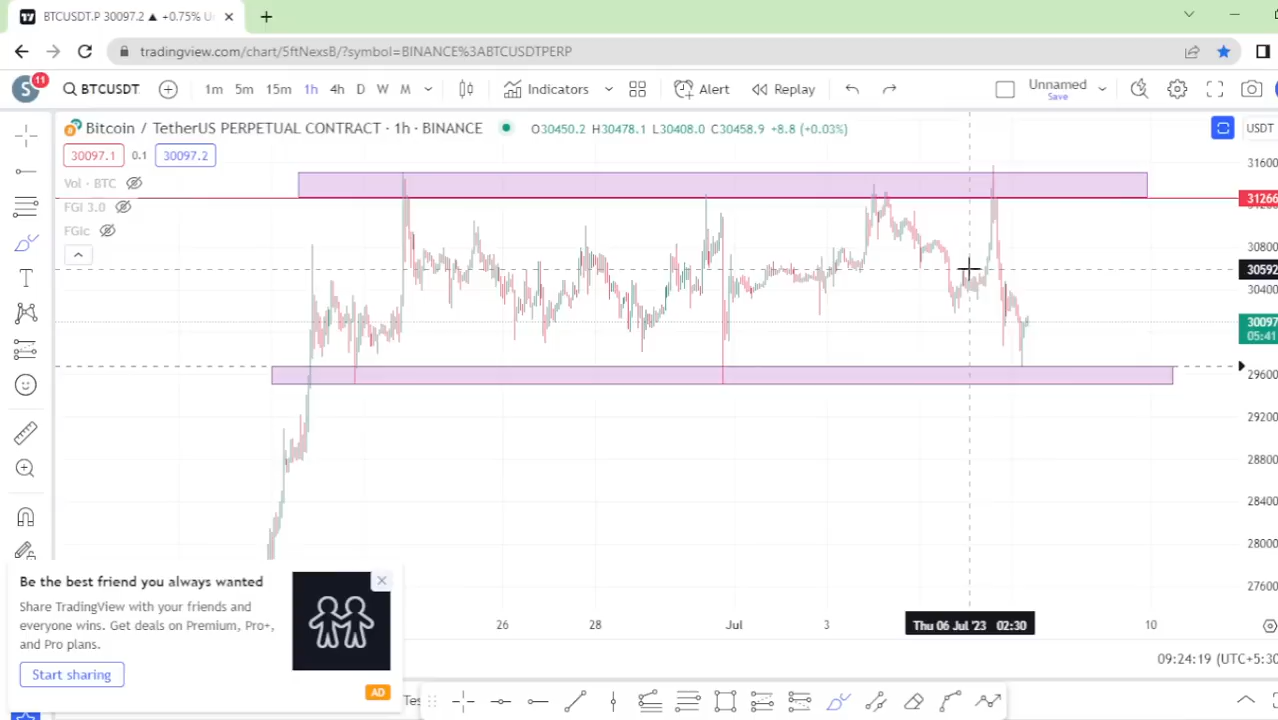 BTCUSDT.P 30097.2 ▲ +0.75% U
tradingview.com/chart/5ftNexsB/?symbol=BINANCE%3ABTCUSDTPERP
S 11 BTCUSDT 1m 5m 15m 1h 4h D W M Indicators Alert Replay Unnamed
Save
Bitcoin / TetherUS PERPETUAL CONTRACT · 1h · BINANCE O30450.2 H30478.1 L30408.0 C30458.9 +8.8 (+0.03%) USDT
30097.1 0.1 30097.2
31600
Vol · BTC
31266
FGI 3.0
FGIc
30800
30592
30400
30097
05:41
29600
29200
28800
28400
28000
27600
Be the best friend you always wanted
Share TradingView with your friends and
everyone wins. Get deals on Premium, Pro+,
and Pro plans.
Start sharing
AD
26 28 Jul 3 Thu 06 Jul '23 02:30 10
09:24:19 (UTC+5:30